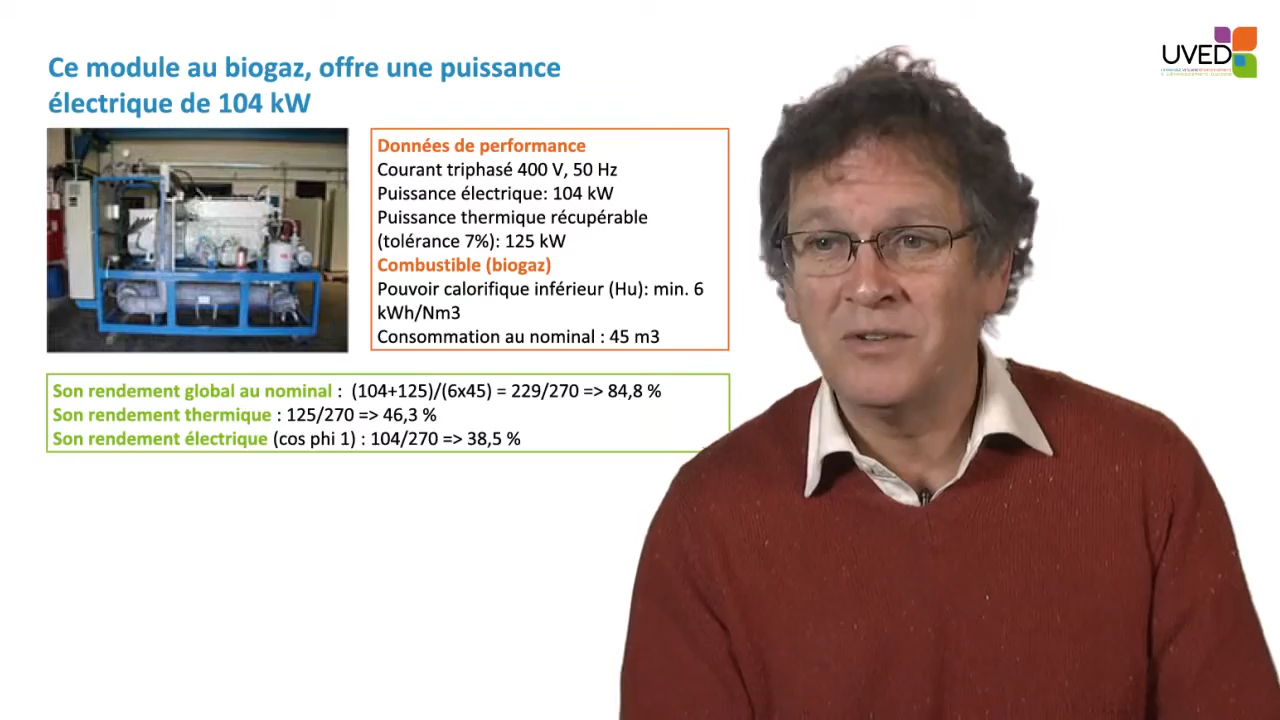 Ce module au biogaz, offre une puissance
électrique de 104 kW
UVED
Données de performance
Courant triphasé 400 V, 50 Hz
Puissance électrique: 104 kW
Puissance thermique récupérable
(tolérance 7%): 125 kW
Combustible (biogaz)
Pouvoir calorifique inférieur (Hu): min. 6
kWh/Nm3
Consommation au nominal : 45 m3
Son rendement global au nominal :  (104+125)/(6x45) = 229/270 => 84,8 %
Son rendement thermique : 125/270 => 46,3 %
Son rendement électrique (cos phi 1) : 104/270 => 38,5 %